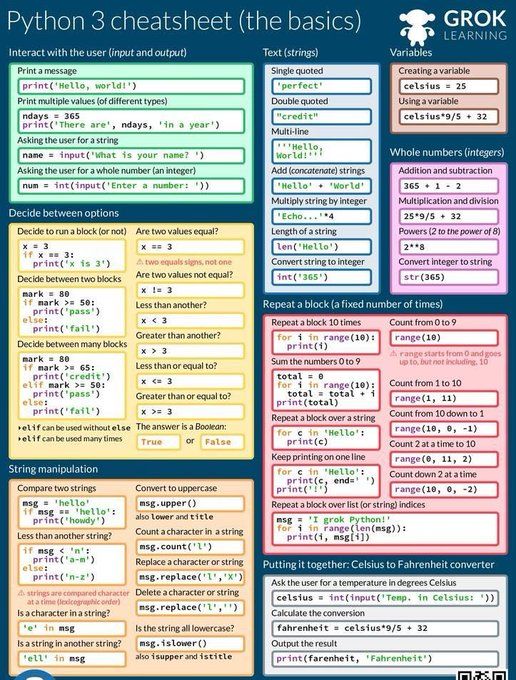 Python 3 cheatsheet (the basics)
GROK
LEARNING
Interact with the user (input and output)
Print a message
print('Hello, world!')
Print multiple values (of different types)
ndays = 365
print('There are', ndays, 'in a year')
Asking the user for a string
name = input('What is your name? ')
Asking the user for a whole number (an integer)
num = int(input('Enter a number: '))
Decide between options
Decide to run a block (or not)
x = 3
if x == 3:
print('x is 3')
Decide between two blocks
mark = 80
if mark >= 50:
print('pass')
else:
print('fail')
Decide between many blocks
mark = 80
if mark >= 65:
print('credit')
elif mark >= 50:
print('pass')
else:
print('fail')
elif can be used without else
elif can be used many times
Are two values equal?
x == 3
⚠ two equals signs, not one
Are two values not equal?
x != 3
Less than another?
x < 3
Greater than another?
x > 3
Less than or equal to?
x <= 3
Greater than or equal to?
x >= 3
The answer is a Boolean:
True or False
String manipulation
Compare two strings
msg = 'hello'
if msg == 'hello':
print('howdy')
Less than another string?
if msg < 'n':
print('a-m')
else:
print('n-z')
⚠ strings are compared character
at a time (lexicographic order)
Is a character in a string?
'e' in msg
Is a string in another string?
'ell' in msg
Convert to uppercase
msg.upper()
also lower and title
Count a character in a string
msg.count('l')
Replace a character or string
msg.replace('l','X')
Delete a character or string
msg.replace('l','')
Is the string all lowercase?
msg.islower()
also isupper and istitle
Text (strings)
Single quoted
'perfect'
Double quoted
"credit"
Multi-line
'''Hello,
World!'''
Add (concatenate) strings
'Hello' + 'World'
Multiply string by integer
'Echo...'*4
Length of a string
len('Hello')
Convert string to integer
int('365')
Variables
Creating a variable
celsius = 25
Using a variable
celsius*9/5 + 32
Whole numbers (integers)
Addition and subtraction
365 + 1 - 2
Multiplication and division
25*9/5 + 32
Powers (2 to the power of 8)
2**8
Convert integer to string
str(365)
Repeat a block (a fixed number of times)
Repeat a block 10 times
for i in range(10):
print(i)
Sum the numbers 0 to 9
total = 0
for i in range(10):
total = total + i
print(total)
Repeat a block over a string
for c in 'Hello':
print(c)
Keep printing on one line
for c in 'Hello':
print(c, end=' ')
print('!')
Count from 0 to 9
range(10)
⚠ range starts from 0 and goes
up to, but not including, 10
Count from 1 to 10
range(1, 11)
Count from 10 down to 1
range(10, 0, -1)
Count 2 at a time to 10
range(0, 11, 2)
Count down 2 at a time
range(10, 0, -2)
Repeat a block over list (or string) indices
msg = 'I grok Python!'
for i in range(len(msg)):
print(i, msg[i])
Putting it together: Celsius to Fahrenheit converter
Ask the user for a temperature in degrees Celsius
celsius = int(input('Temp. in Celsius: '))
Calculate the conversion
fahrenheit = celsius*9/5 + 32
Output the result
print(farenheit, 'Fahrenheit')